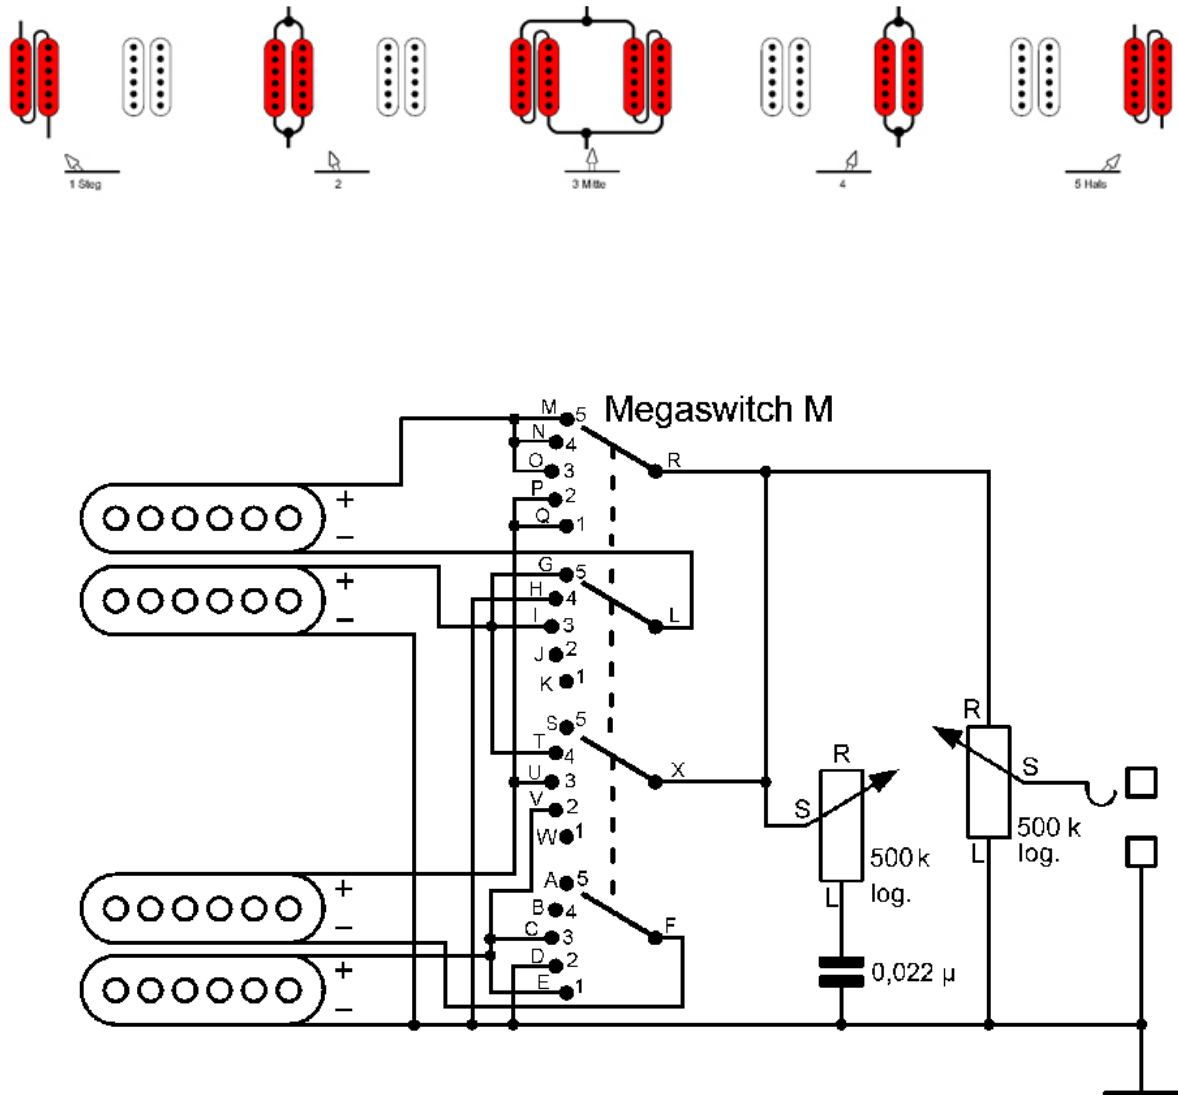 1 Steg
2
3 Mitte
4
5 Hals
Megaswitch M
M 5
N 4
O 3
P 2
Q 1
R
+
−
+
−
G 5
H 4
I 3
J 2
K 1
L
S 5
T 4
U 3
V 2
W 1
X
R
S
L
500 k
log.
R
S
L
500 k
log.
+
−
+
−
A 5
B 4
C 3
D 2
E 1
F
0,022 µ